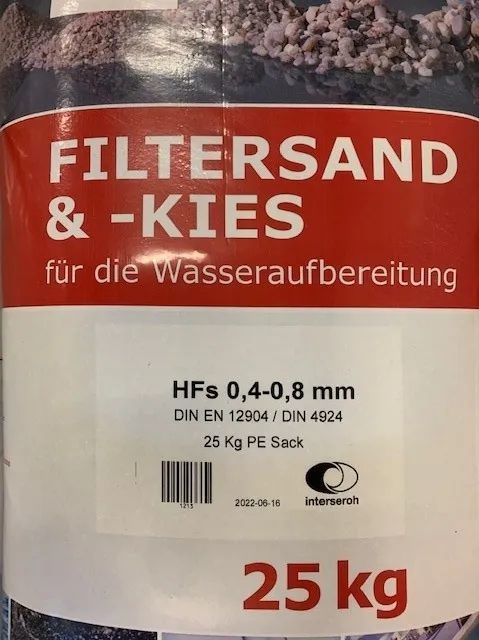 FILTERSAND
& -KIES
für die Wasseraufbereitung
HFs 0,4-0,8 mm
DIN EN 12904 / DIN 4924
25 Kg PE Sack
1213
2022-06-16
interseroh
25 kg